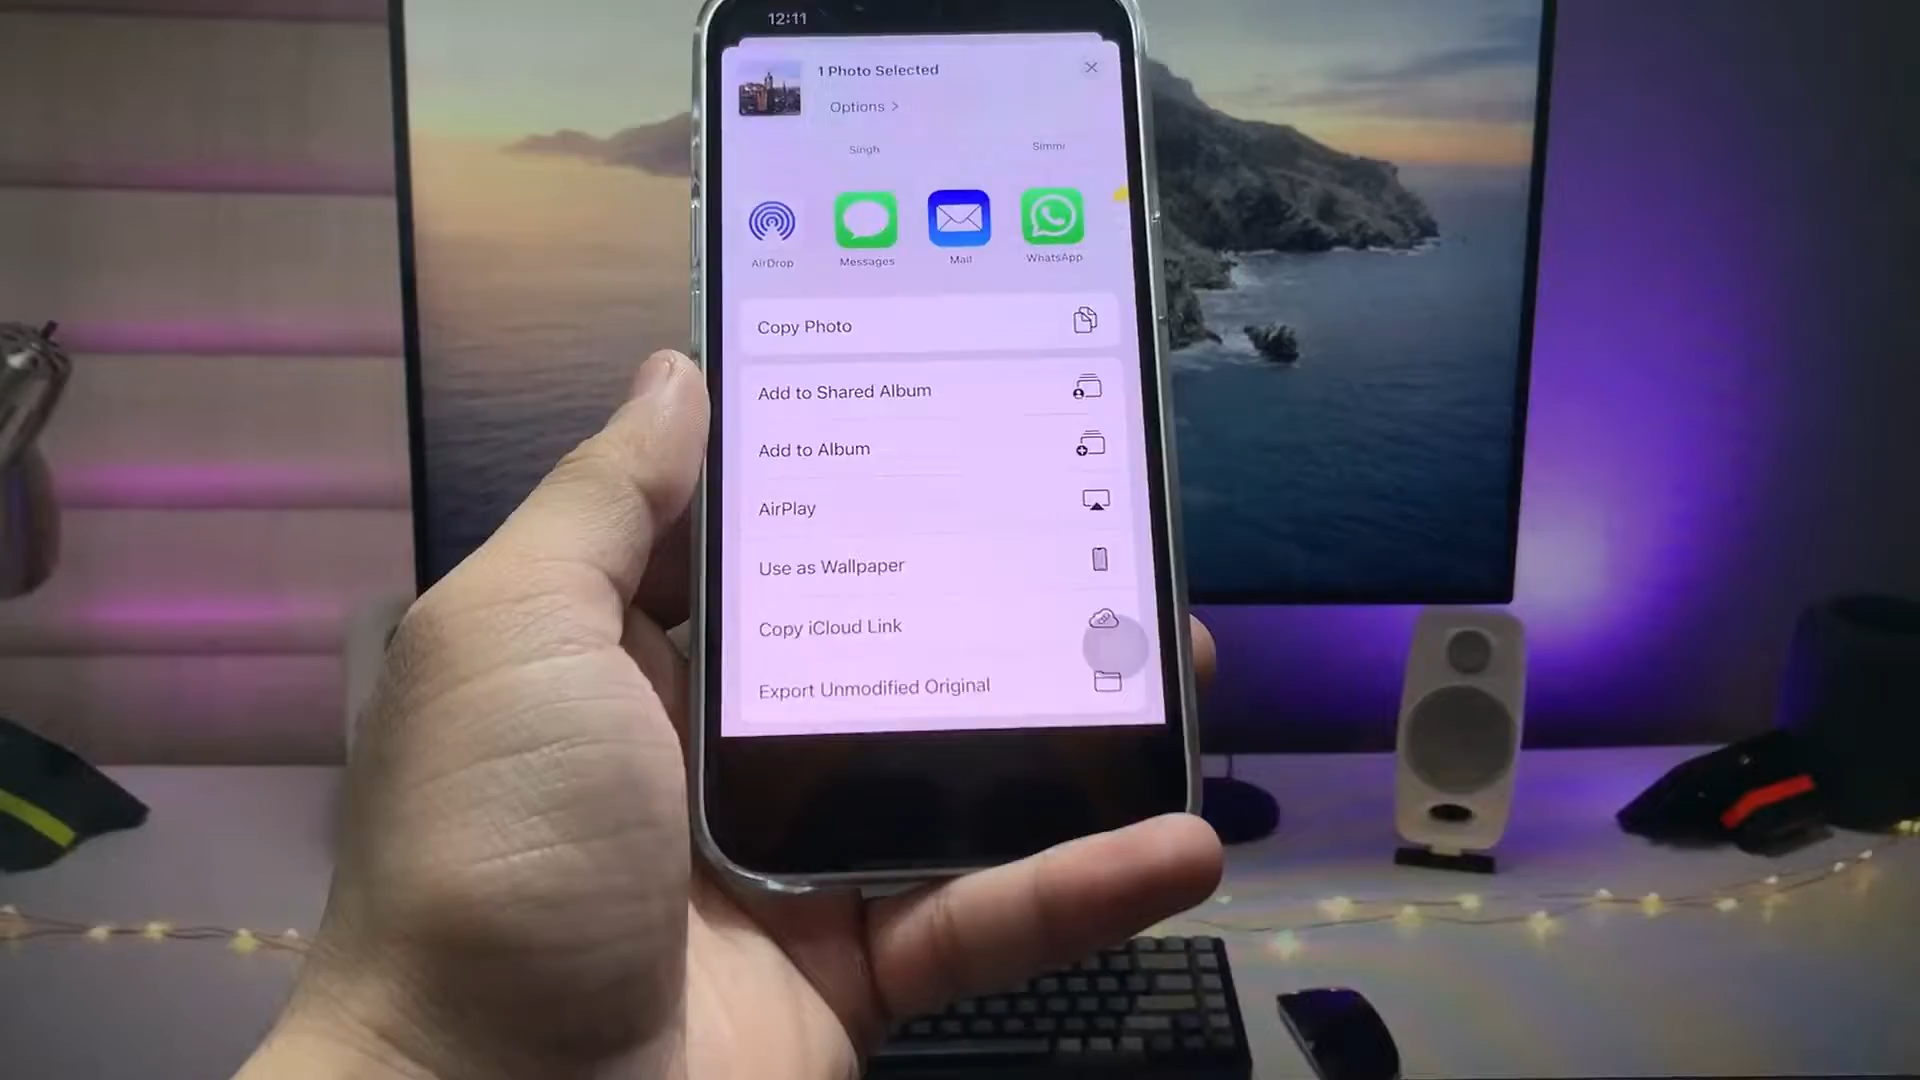 12:11
1 Photo Selected
Options >
Singh
Simmi
AirDrop
Messages
Mail
WhatsApp
Copy Photo
Add to Shared Album
Add to Album
AirPlay
Use as Wallpaper
Copy iCloud Link
Export Unmodified Original